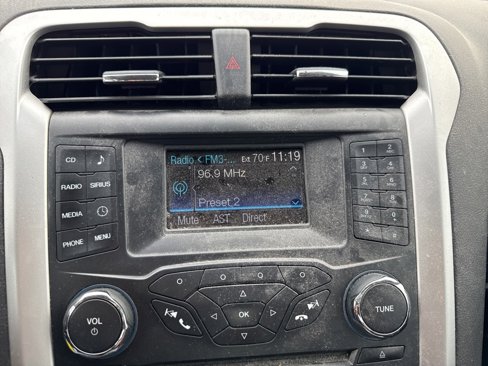 CD
RADIO
SIRIUS
MEDIA
PHONE
MENU
Radio < FM3-... Ext 70°F 11:19
96.9 MHz
Preset 2
Mute AST Direct
1 2
3 4
5 6
7 8
9 0
VOL
OK
TUNE